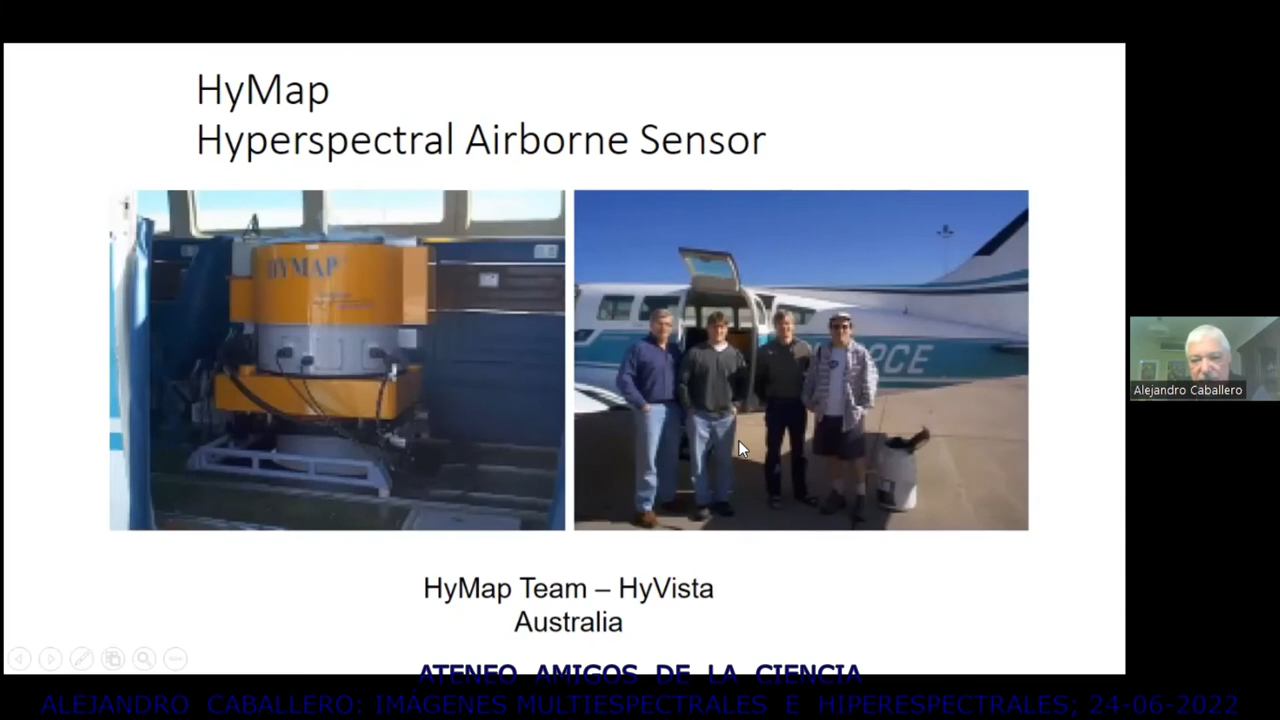 HyMap
Hyperspectral Airborne Sensor
HYMAP
HyMap Team – HyVista
Australia
Alejandro Caballero
ATENEO AMIGOS DE LA CIENCIA
ALEJANDRO CABALLERO: IMÁGENES MULTIESPECTRALES E HIPERESPECTRALES; 24-06-2022